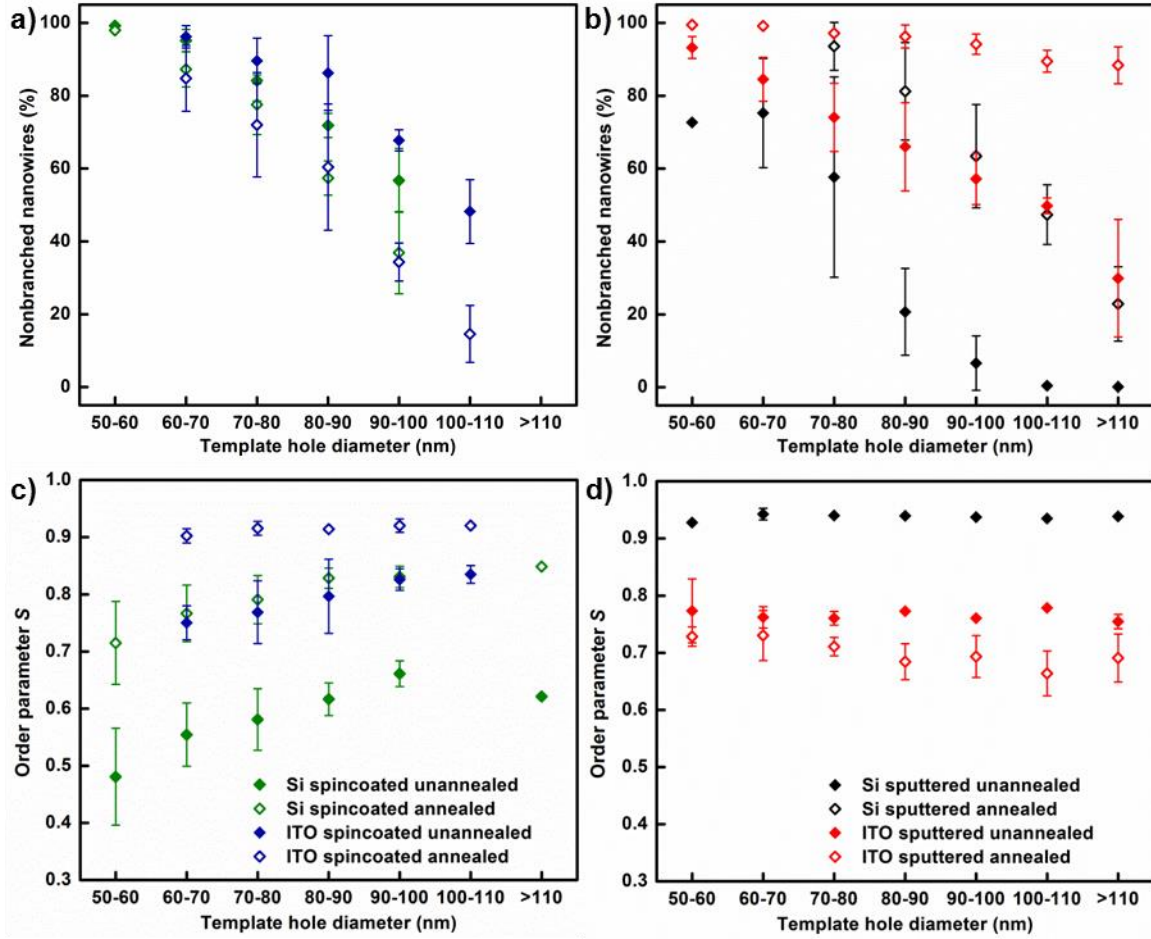 a)
Nonbranched nanowires (%)
100
80
60
40
20
0
50-60 60-70 70-80 80-90 90-100 100-110 >110
Template hole diameter (nm)
b)
Nonbranched nanowires (%)
100
80
60
40
20
0
50-60 60-70 70-80 80-90 90-100 100-110 >110
Template hole diameter (nm)
c)
Order parameter S
1.0
0.9
0.8
0.7
0.6
0.5
0.4
0.3
Si spincoated unannealed
Si spincoated annealed
ITO spincoated unannealed
ITO spincoated annealed
50-60 60-70 70-80 80-90 90-100 100-110 >110
Template hole diameter (nm)
d)
Order parameter S
1.0
0.9
0.8
0.7
0.6
0.5
0.4
0.3
Si sputtered unannealed
Si sputtered annealed
ITO sputtered unannealed
ITO sputtered annealed
50-60 60-70 70-80 80-90 90-100 100-110 >110
Template hole diameter (nm)